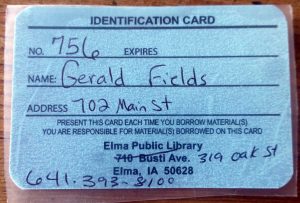 IDENTIFICATION CARD
NO. 756 EXPIRES
NAME: Gerald Fields
ADDRESS 702 Main St
PRESENT THIS CARD EACH TIME YOU BORROW MATERIAL(S)
YOU ARE RESPONSIBLE FOR MATERIAL(S) BORROWED ON THIS CARD
Elma Public Library
710 Busti Ave. 319 Oak St
Elma, IA 50628
641-393-8100